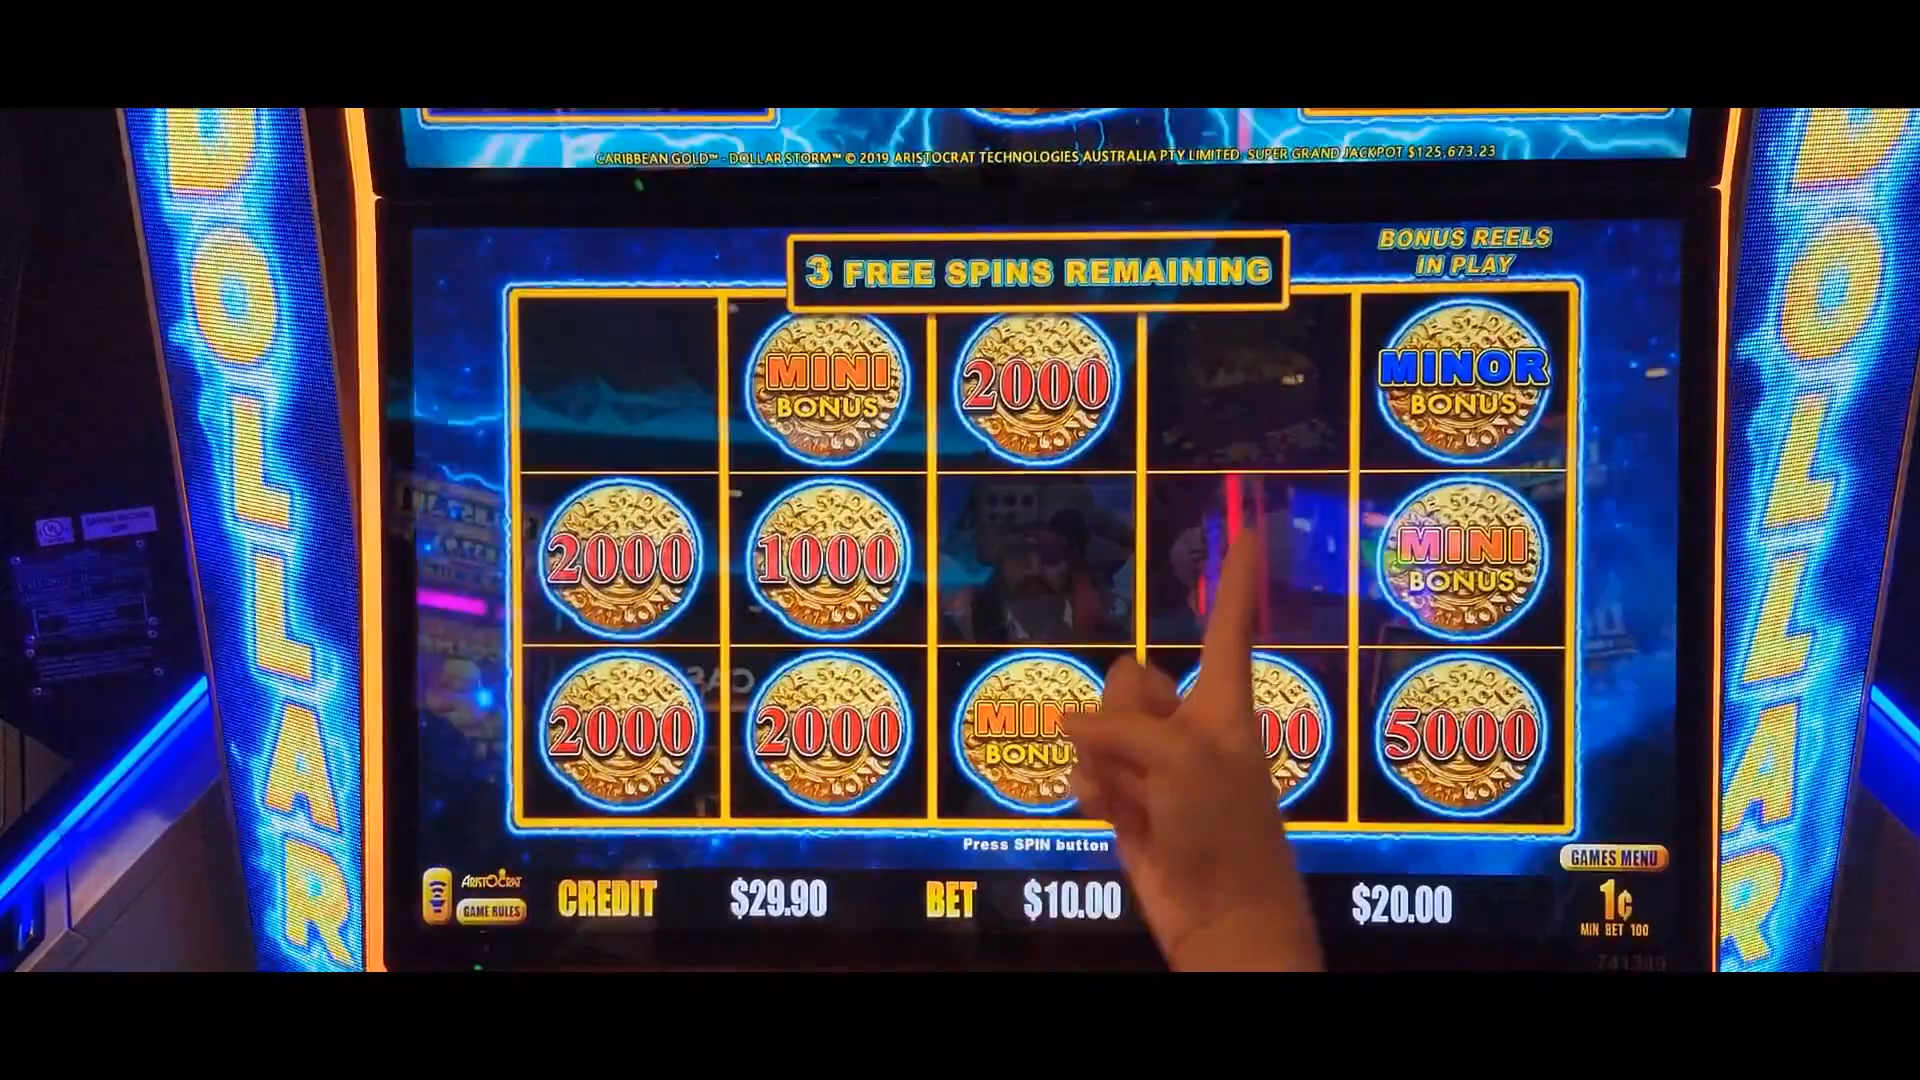 CARIBBEAN GOLD™ - DOLLAR STORM™ © 2019 ARISTOCRAT TECHNOLOGIES AUSTRALIA PTY LIMITED SUPER GRAND JACKPOT $125,673.23
BONUS REELS
IN PLAY
3 FREE SPINS REMAINING
MINI
BONUS
2000
MINOR
BONUS
2000
1000
MINI
BONUS
2000
2000
MINI
BONUS
5000
Press SPIN button
GAMES MENU
ARISTOCRAT
GAME RULES
CREDIT
$29.90
BET
$10.00
$20.00
1¢
MIN BET 100
DOLLAR
DOLLAR